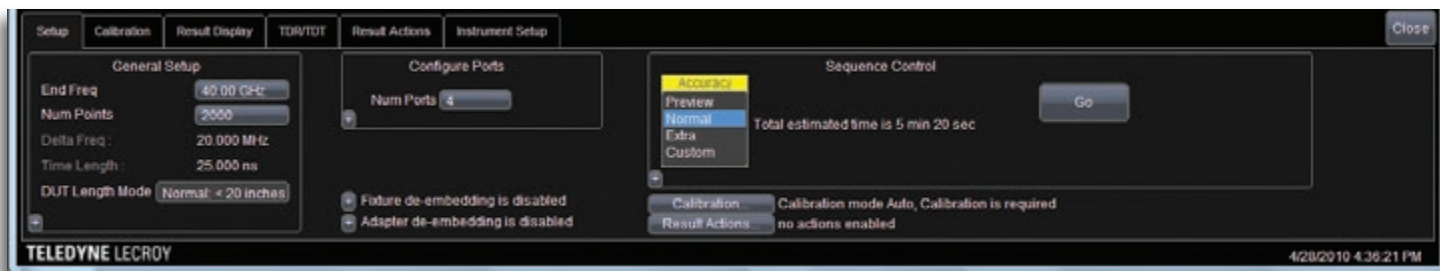 Setup
Calibration
Result Display
TDR/TDT
Result Actions
Instrument Setup
Close
General Setup
End Freq 40.00 GHz
Num Points 2000
Delta Freq : 20.000 MHz
Time Length : 25.000 ns
DUT Length Mode Normal: < 20 inches
Configure Ports
Num Ports 4
Fixture de-embedding is disabled
Adapter de-embedding is disabled
Sequence Control
Accuracy
Preview
Normal
Extra
Custom
Total estimated time is 5 min 20 sec
Go
Calibration... Calibration mode Auto, Calibration is required
Result Actions... no actions enabled
TELEDYNE LECROY
4/28/2010 4:36:21 PM